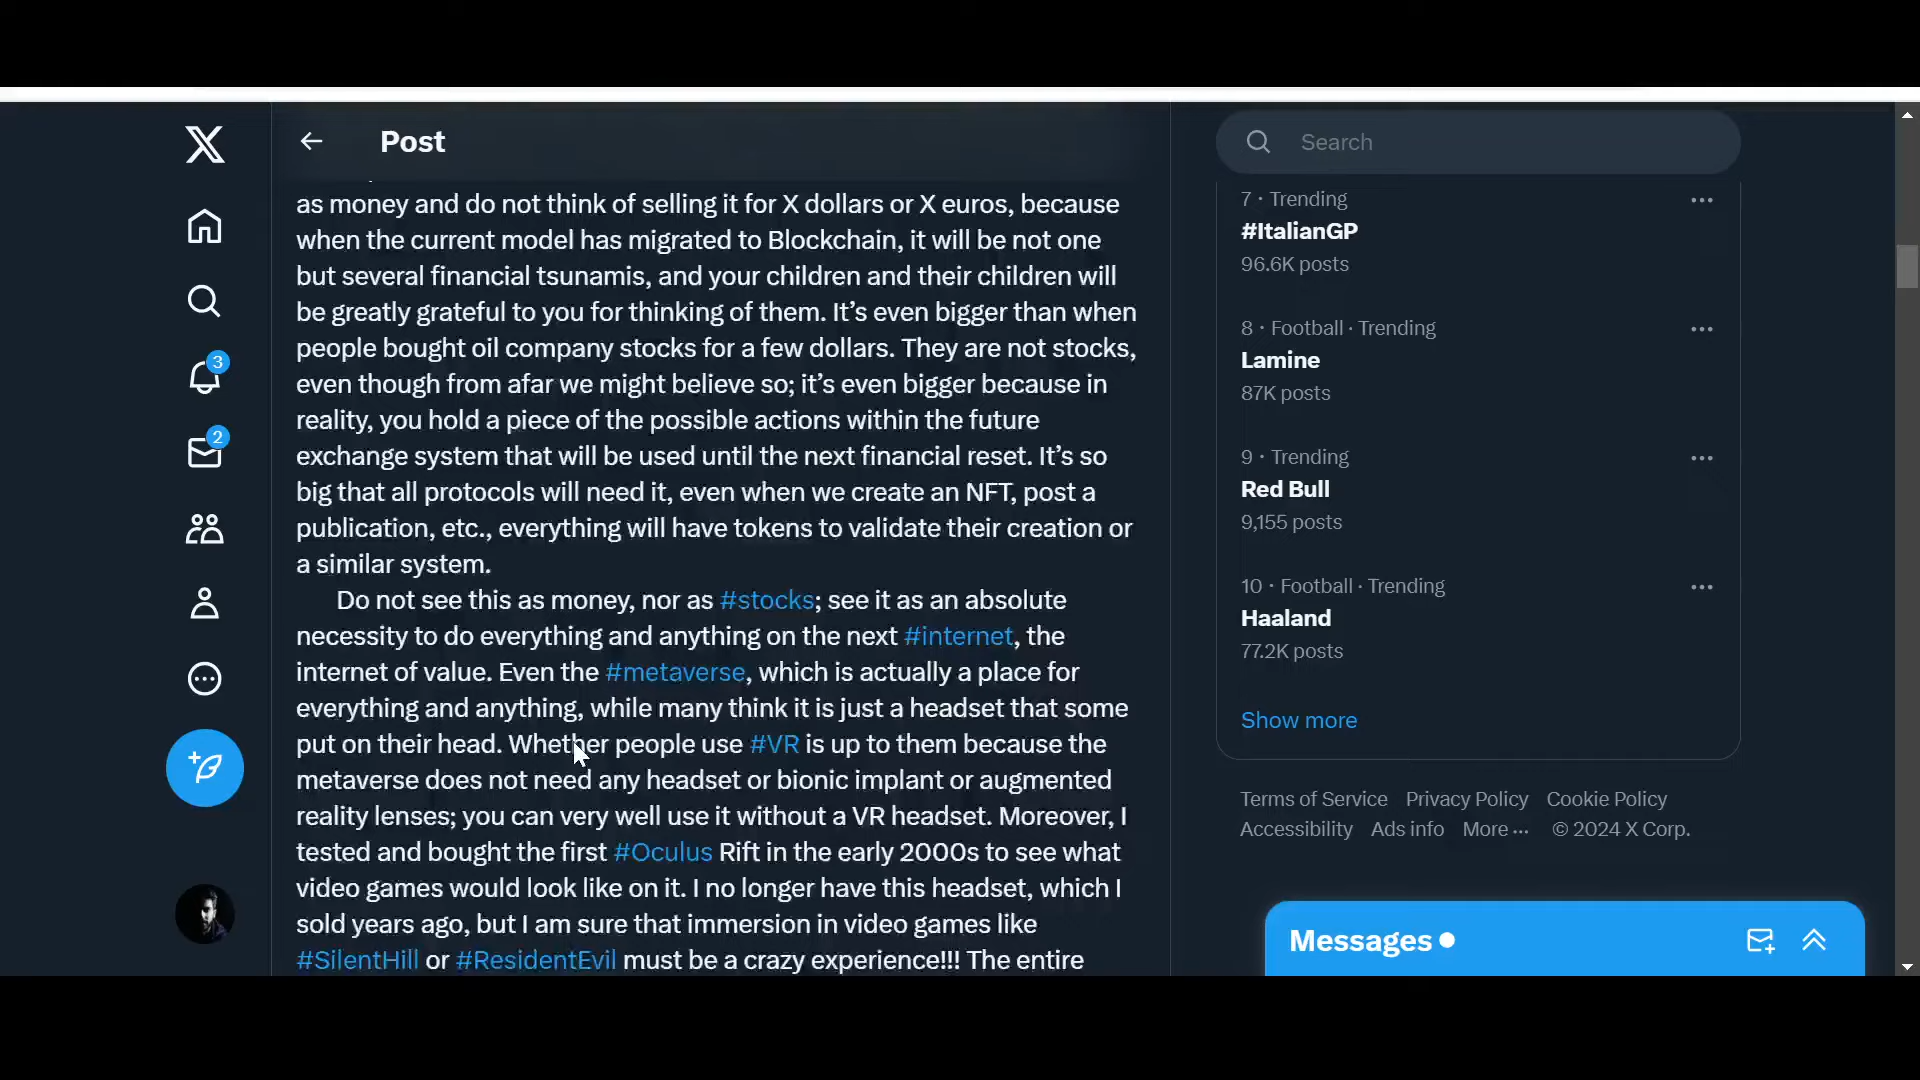 Post
as money and do not think of selling it for X dollars or X euros, because
when the current model has migrated to Blockchain, it will be not one
but several financial tsunamis, and your children and their children will
be greatly grateful to you for thinking of them. It’s even bigger than when
people bought oil company stocks for a few dollars. They are not stocks,
even though from afar we might believe so; it’s even bigger because in
reality, you hold a piece of the possible actions within the future
exchange system that will be used until the next financial reset. It’s so
big that all protocols will need it, even when we create an NFT, post a
publication, etc., everything will have tokens to validate their creation or
a similar system.
Do not see this as money, nor as #stocks; see it as an absolute
necessity to do everything and anything on the next #internet, the
internet of value. Even the #metaverse, which is actually a place for
everything and anything, while many think it is just a headset that some
put on their head. Whether people use #VR is up to them because the
metaverse does not need any headset or bionic implant or augmented
reality lenses; you can very well use it without a VR headset. Moreover, I
tested and bought the first #Oculus Rift in the early 2000s to see what
video games would look like on it. I no longer have this headset, which I
sold years ago, but I am sure that immersion in video games like
#SilentHill or #ResidentEvil must be a crazy experience!!! The entire
3
2
Search
7 · Trending
#ItalianGP
96.6K posts
8 · Football · Trending
Lamine
87K posts
9 · Trending
Red Bull
9,155 posts
10 · Football · Trending
Haaland
77.2K posts
Show more
Terms of Service Privacy Policy Cookie Policy
Accessibility Ads info More ··· © 2024 X Corp.
Messages